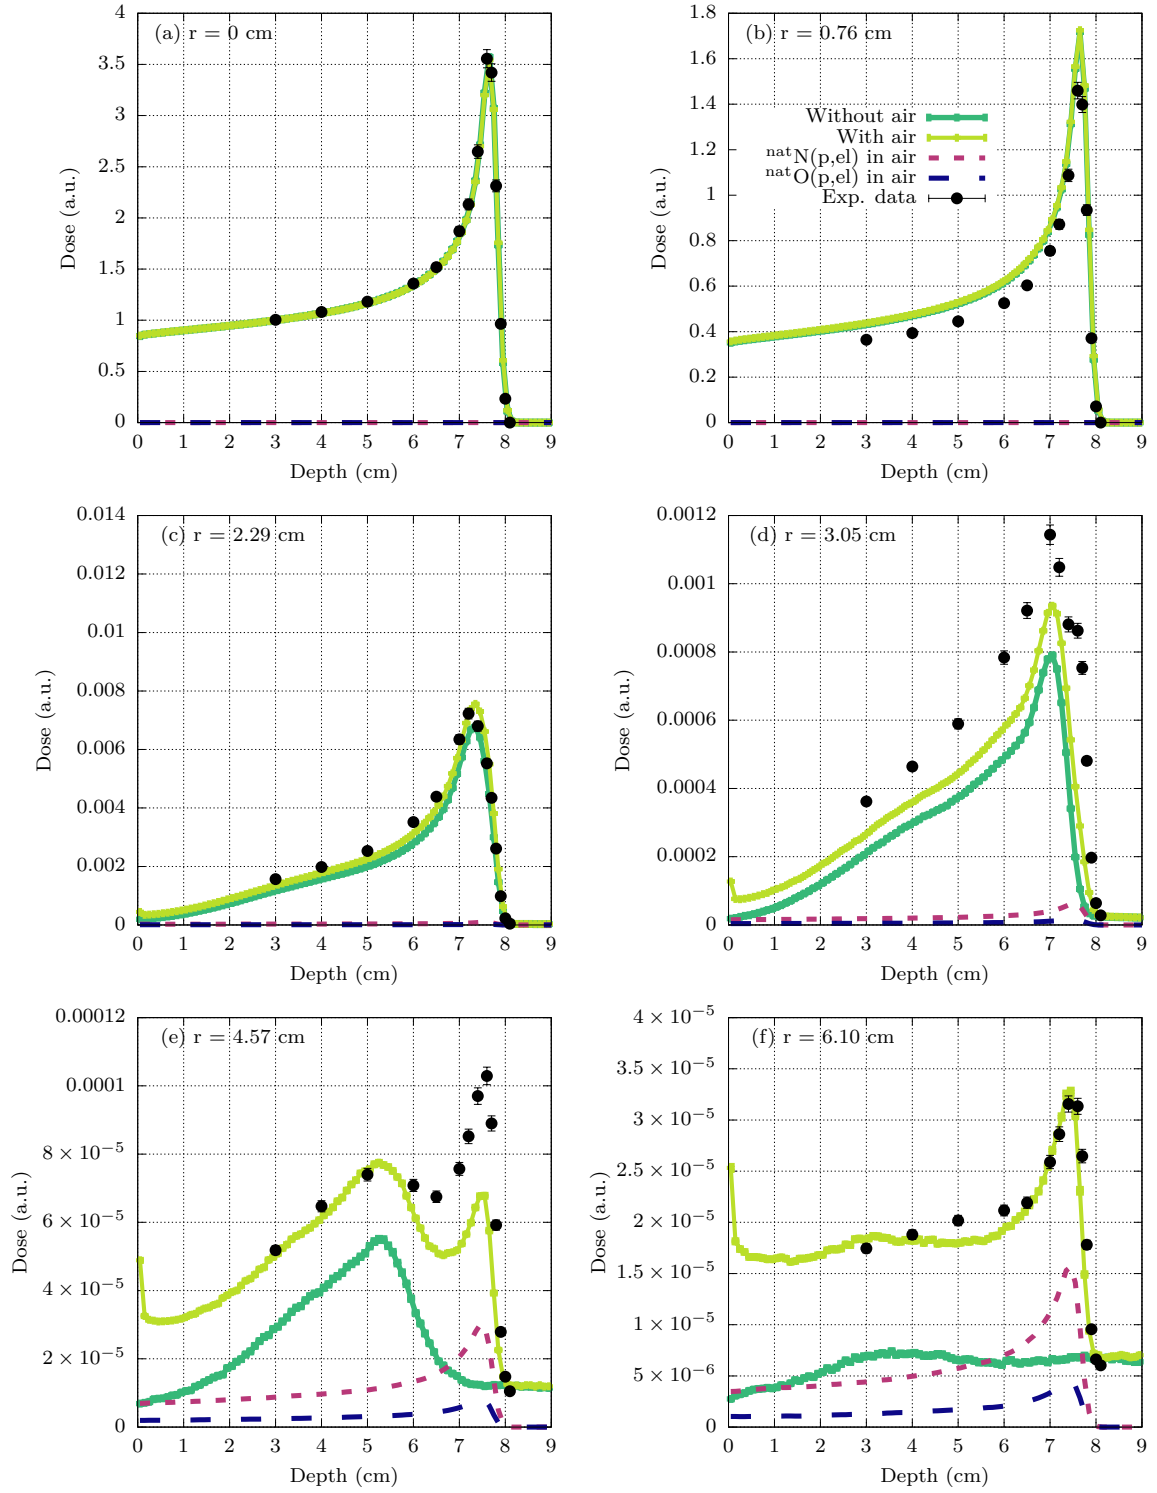 (a) r = 0 cm
Dose (a.u.)
4
3.5
3
2.5
2
1.5
1
0.5
0
0 1 2 3 4 5 6 7 8 9
Depth (cm)
(b) r = 0.76 cm
Dose (a.u.)
1.8
1.6
1.4
1.2
1
0.8
0.6
0.4
0.2
0
Without air
With air
natN(p,el) in air
natO(p,el) in air
Exp. data
0 1 2 3 4 5 6 7 8 9
Depth (cm)
(c) r = 2.29 cm
Dose (a.u.)
0.014
0.012
0.01
0.008
0.006
0.004
0.002
0
0 1 2 3 4 5 6 7 8 9
Depth (cm)
(d) r = 3.05 cm
Dose (a.u.)
0.0012
0.001
0.0008
0.0006
0.0004
0.0002
0
0 1 2 3 4 5 6 7 8 9
Depth (cm)
(e) r = 4.57 cm
Dose (a.u.)
0.00012
0.0001
8 × 10⁻⁵
6 × 10⁻⁵
4 × 10⁻⁵
2 × 10⁻⁵
0
0 1 2 3 4 5 6 7 8 9
Depth (cm)
(f) r = 6.10 cm
Dose (a.u.)
4 × 10⁻⁵
3.5 × 10⁻⁵
3 × 10⁻⁵
2.5 × 10⁻⁵
2 × 10⁻⁵
1.5 × 10⁻⁵
1 × 10⁻⁵
5 × 10⁻⁶
0
0 1 2 3 4 5 6 7 8 9
Depth (cm)